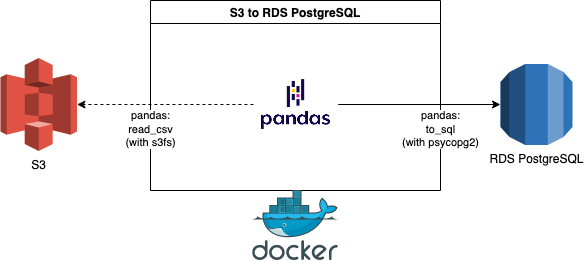 S3 to RDS PostgreSQL
pandas:
read_csv
(with s3fs)
pandas
pandas:
to_sql
(with psycopg2)
S3
RDS PostgreSQL
docker